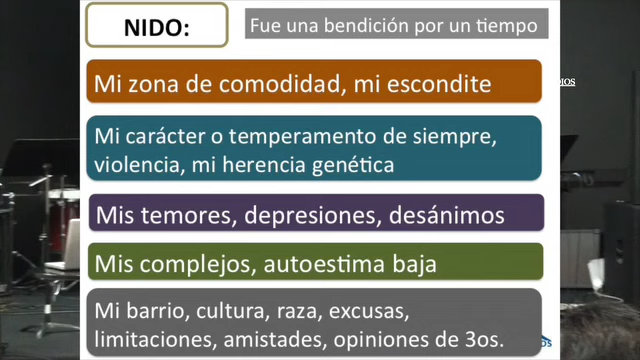 NIDO:
Fue una bendición por un tiempo
Mi zona de comodidad, mi escondite
Mi carácter o temperamento de siempre,
violencia, mi herencia genética
Mis temores, depresiones, desánimos
Mis complejos, autoestima baja
Mi barrio, cultura, raza, excusas,
limitaciones, amistades, opiniones de 3os.